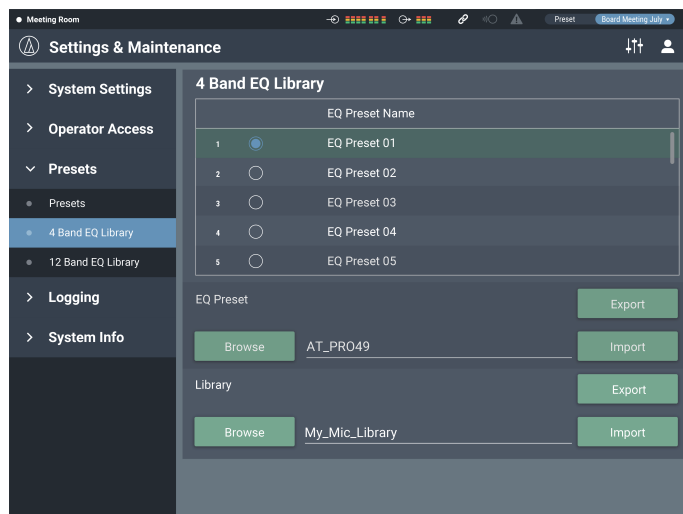 Meeting Room
Preset
Board Meeting July
Settings & Maintenance
System Settings
Operator Access
Presets
Presets
4 Band EQ Library
12 Band EQ Library
Logging
System Info
4 Band EQ Library
EQ Preset Name
1 EQ Preset 01
2 EQ Preset 02
3 EQ Preset 03
4 EQ Preset 04
5 EQ Preset 05
EQ Preset
Export
Browse
AT_PRO49
Import
Library
Export
Browse
My_Mic_Library
Import